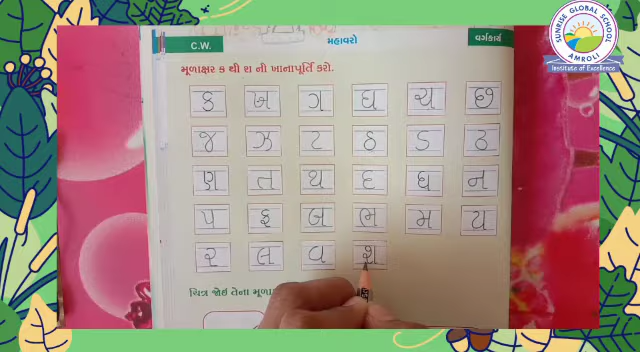 SUNRISE GLOBAL SCHOOL
AMROLI
Institute of Excellence
C.W.
મહાવરો
વર્ગકાર્ય
મૂળાક્ષર ક થી શ ની ખાનાપૂર્તિ કરો.
ક ખ ગ ઘ ચ છ
જ ઝ ટ ઠ ડ ઢ
ણ ત થ દ ધ ન
પ ફ બ ભ મ ય
ર લ વ શ
ચિત્ર જોઈ તેના